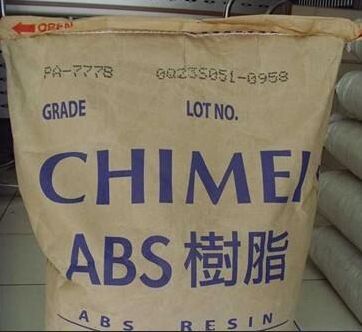 OPEN
PA-777B 0Q23S051-0958
GRADE LOT NO.
CHIMEI
ABS 樹脂
ABS RESIN